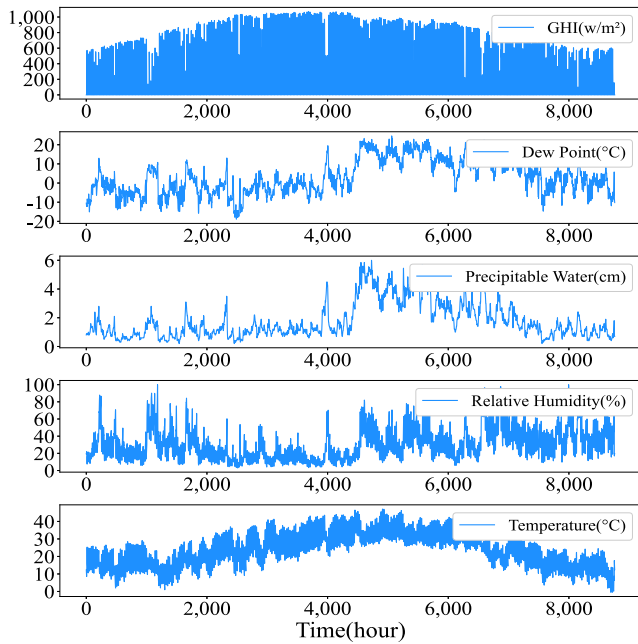 1,000
800
600
400
200
0
GHI(w/m²)
0 2,000 4,000 6,000 8,000
20
10
0
-10
-20
Dew Point(°C)
0 2,000 4,000 6,000 8,000
6
4
2
0
Precipitable Water(cm)
0 2,000 4,000 6,000 8,000
100
80
60
40
20
0
Relative Humidity(%)
0 2,000 4,000 6,000 8,000
40
30
20
10
0
Temperature(°C)
0 2,000 4,000 6,000 8,000
Time(hour)